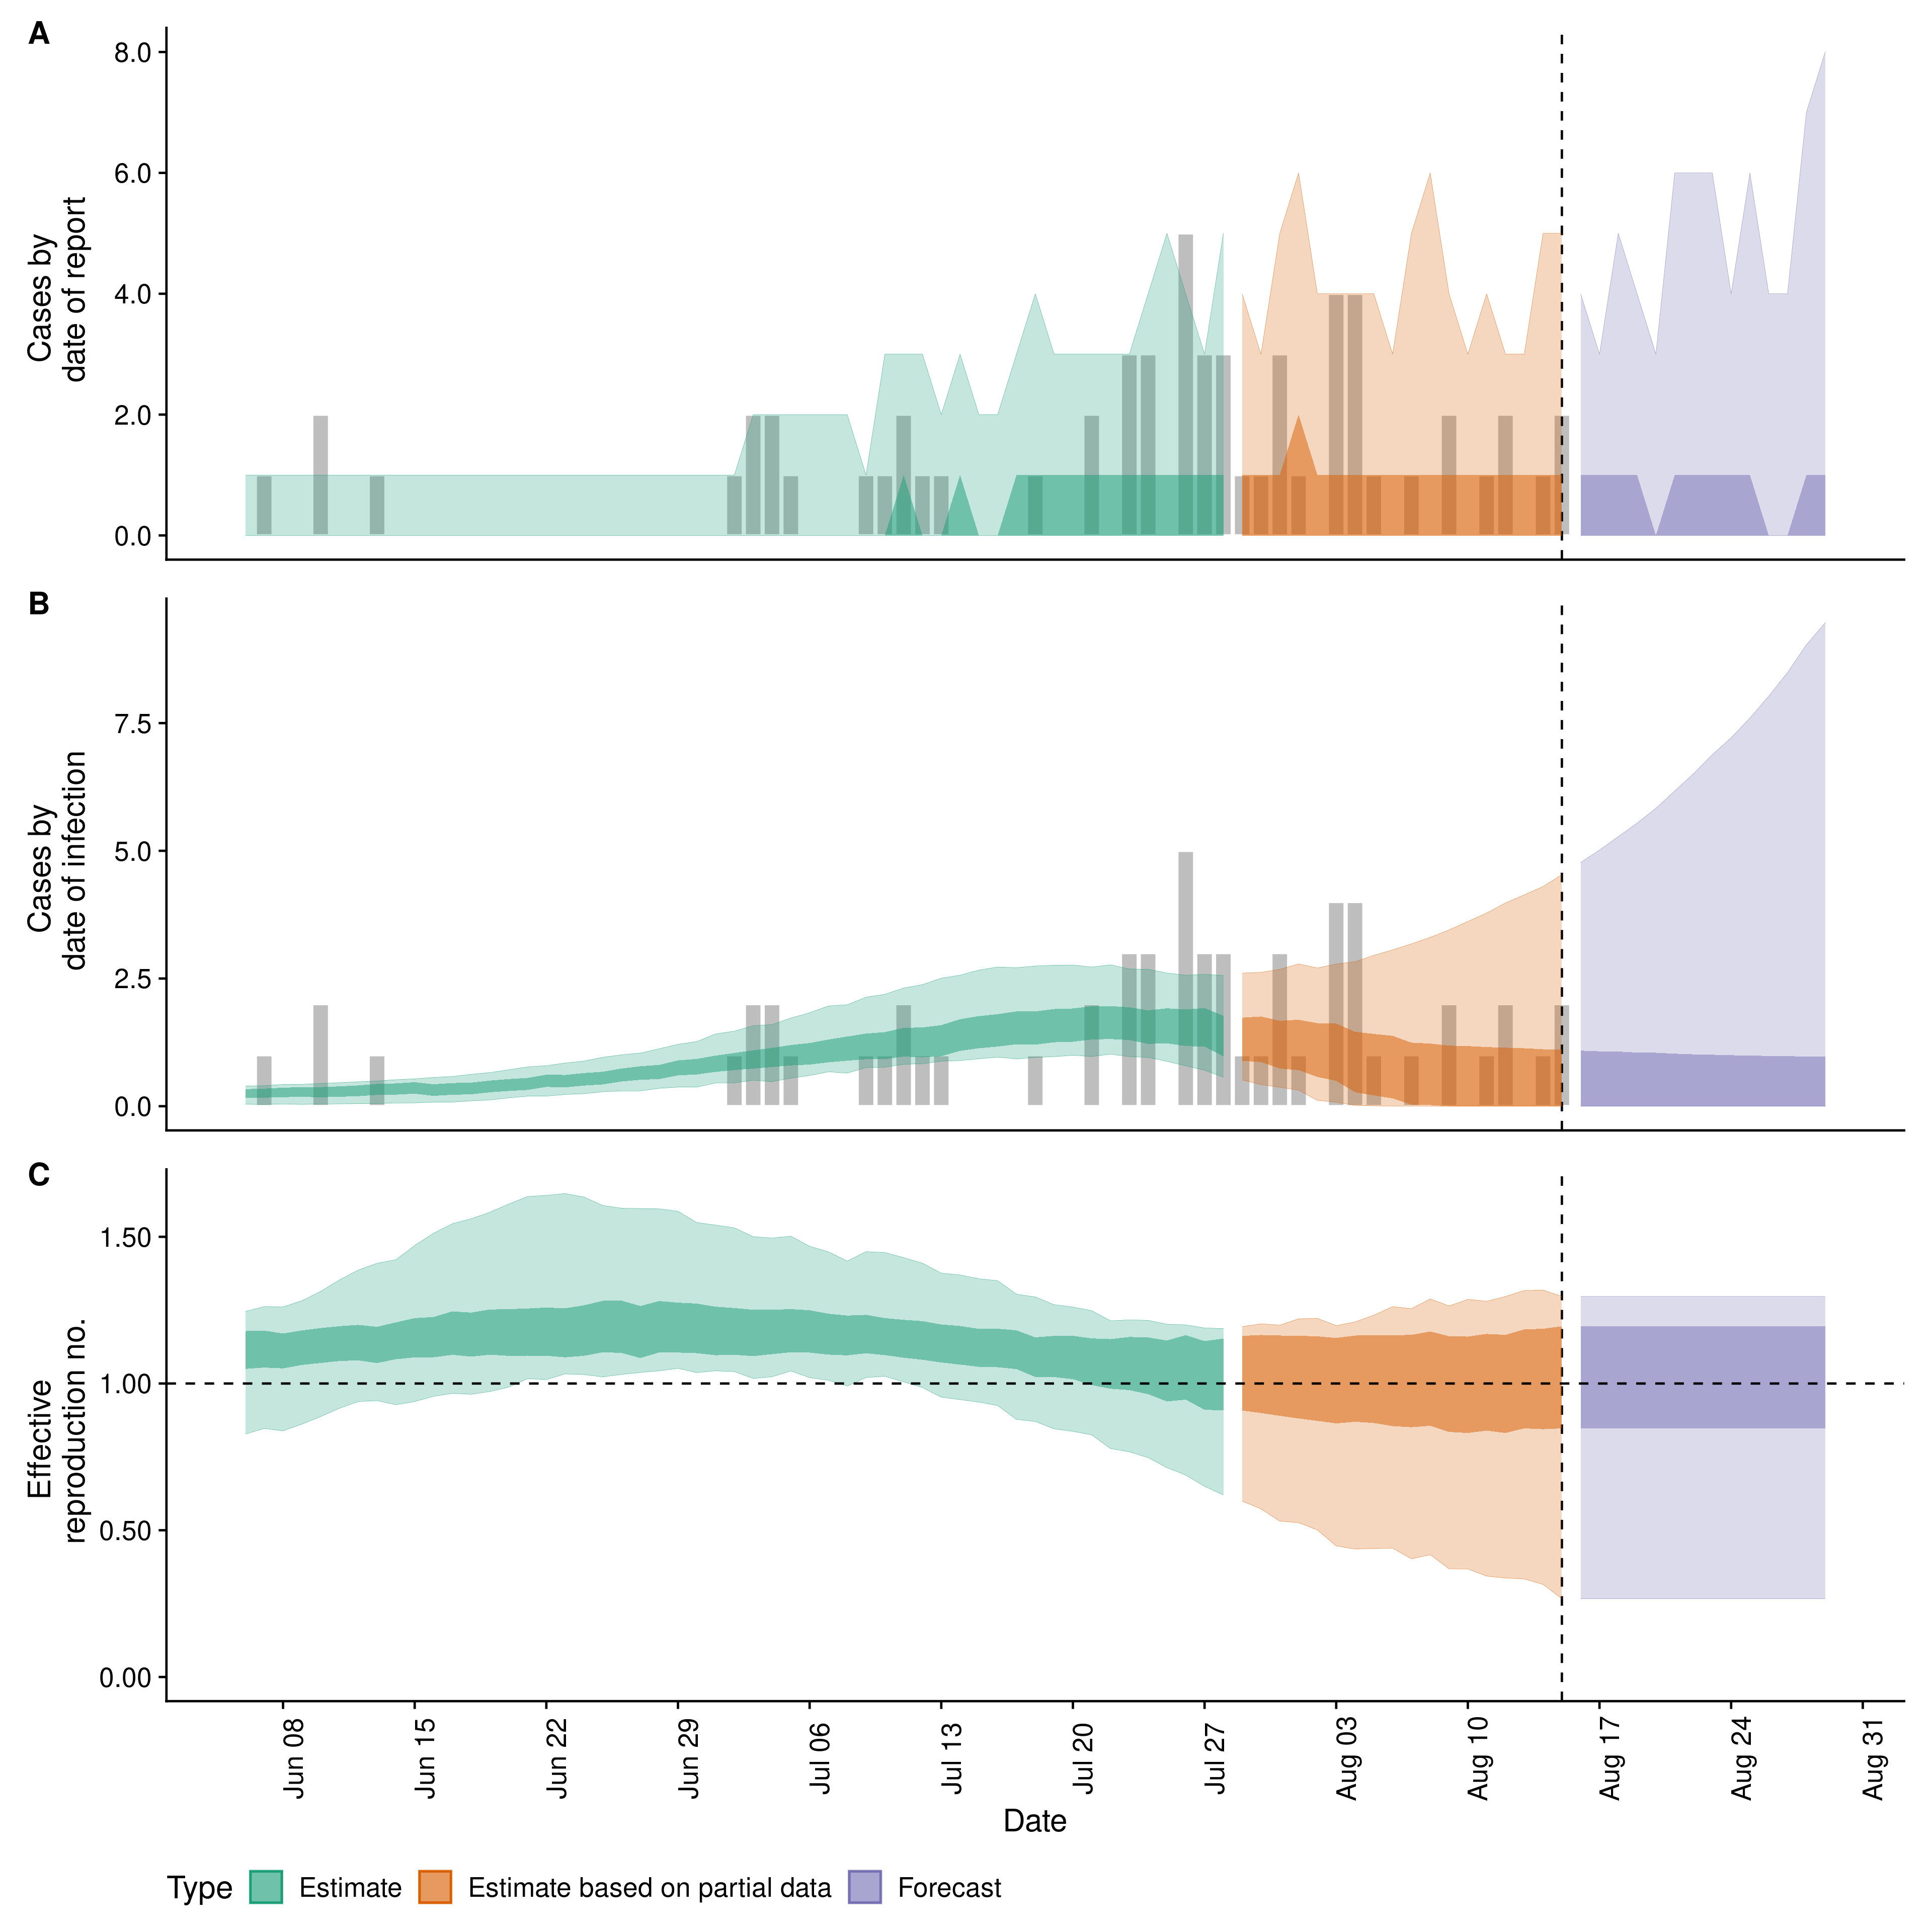 A
Cases by
date of report
8.0
6.0
4.0
2.0
0.0
B
Cases by
date of infection
7.5
5.0
2.5
0.0
C
Effective
reproduction no.
1.50
1.00
0.50
0.00
Jun 08
Jun 15
Jun 22
Jun 29
Jul 06
Jul 13
Jul 20
Jul 27
Aug 03
Aug 10
Aug 17
Aug 24
Aug 31
Date
Type Estimate Estimate based on partial data Forecast